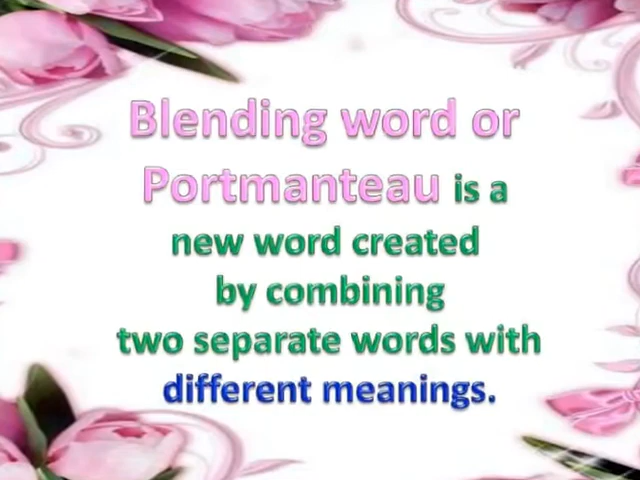 Blending word or
Portmanteau is a
new word created
by combining
two separate words with
different meanings.